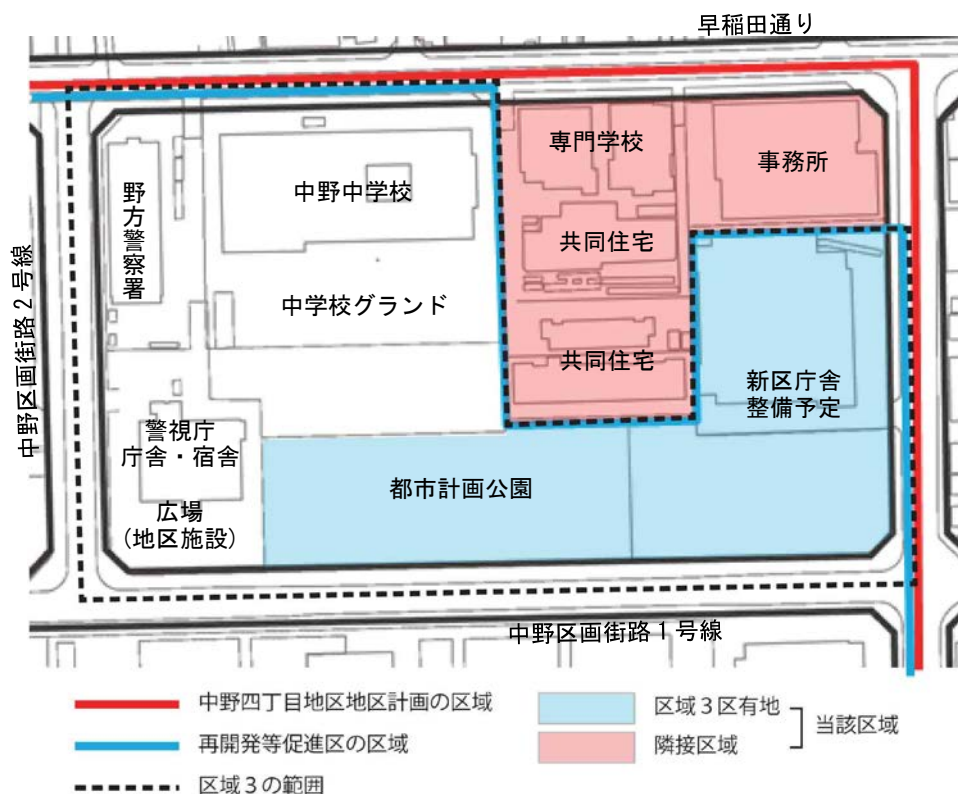 早稲田通り
専門学校
事務所
中野中学校
野方警察署
共同住宅
中学校グランド
中野区画街路2号線
共同住宅
新区庁舎
整備予定
警視庁
庁舎・宿舎
都市計画公園
広場
(地区施設)
中野区画街路1号線
中野四丁目地区地区計画の区域
再開発等促進区の区域
区域3の範囲
区域3区有地
隣接区域
当該区域